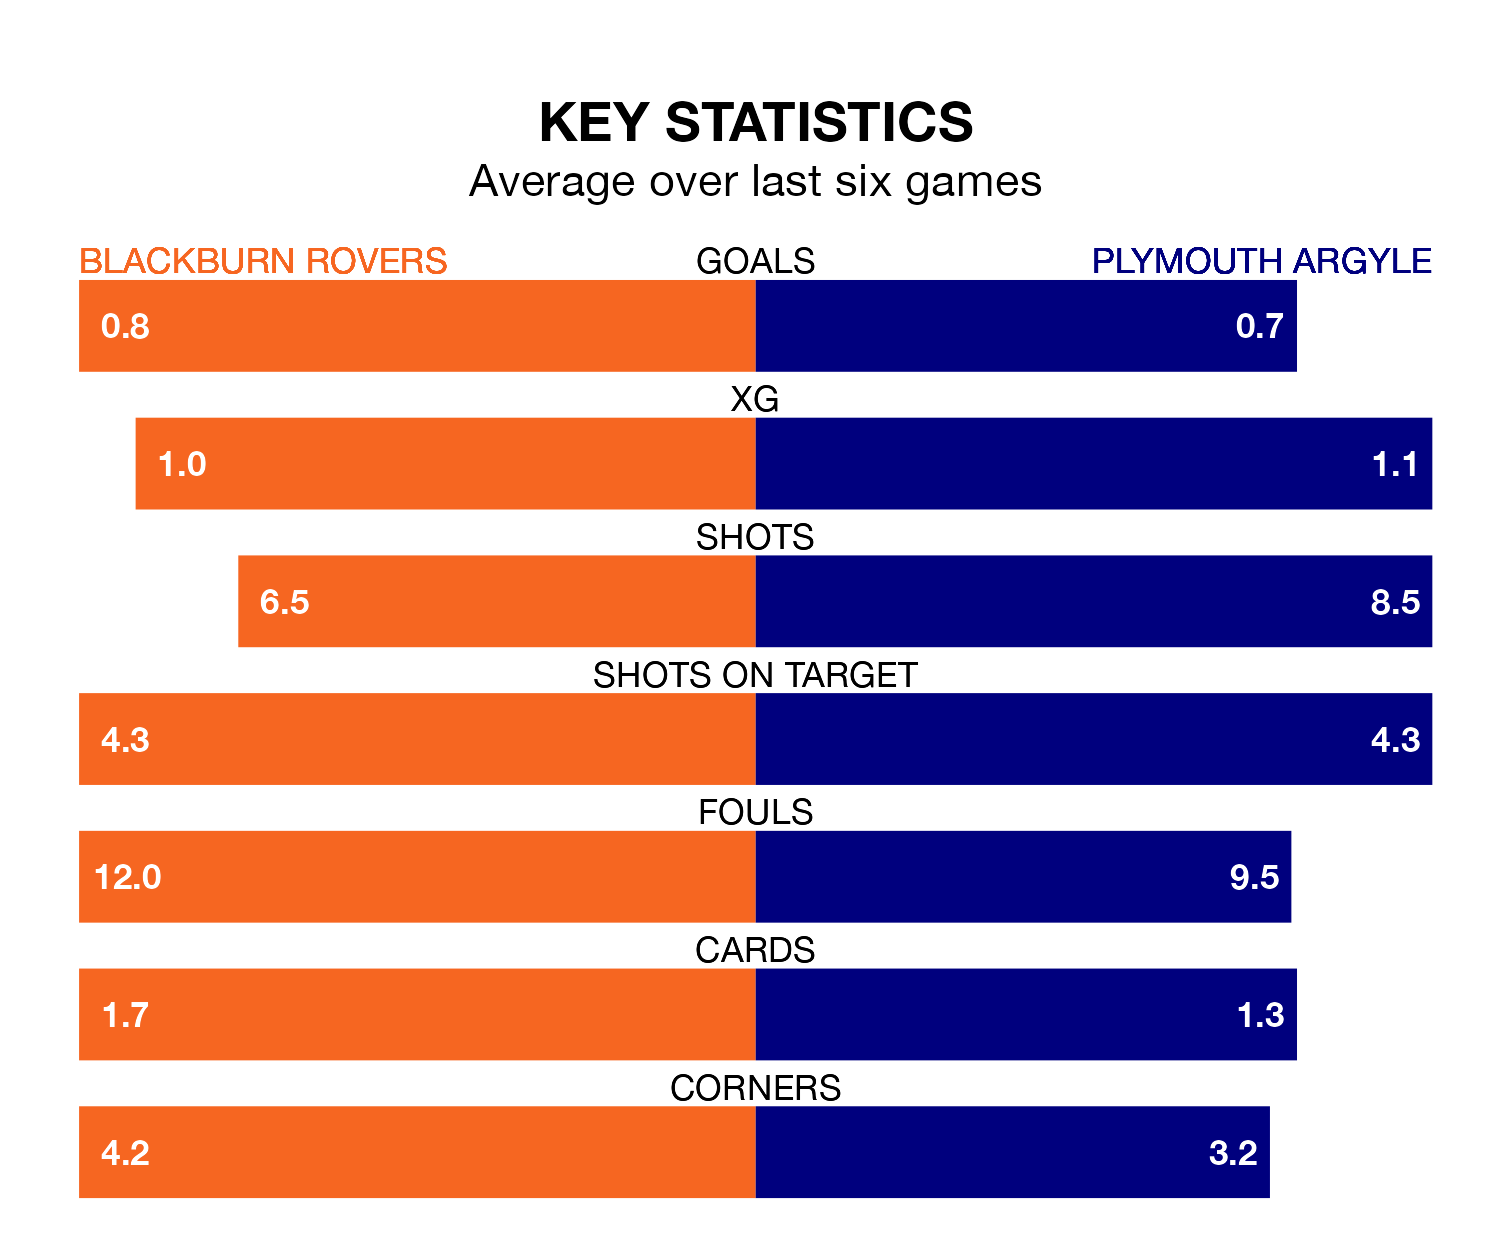 KEY STATISTICS
Average over last six games
BLACKBURN ROVERS GOALS PLYMOUTH ARGYLE
0.8 0.7
XG
1.0 1.1
SHOTS
6.5 8.5
SHOTS ON TARGET
4.3 4.3
FOULS
12.0 9.5
CARDS
1.7 1.3
CORNERS
4.2 3.2